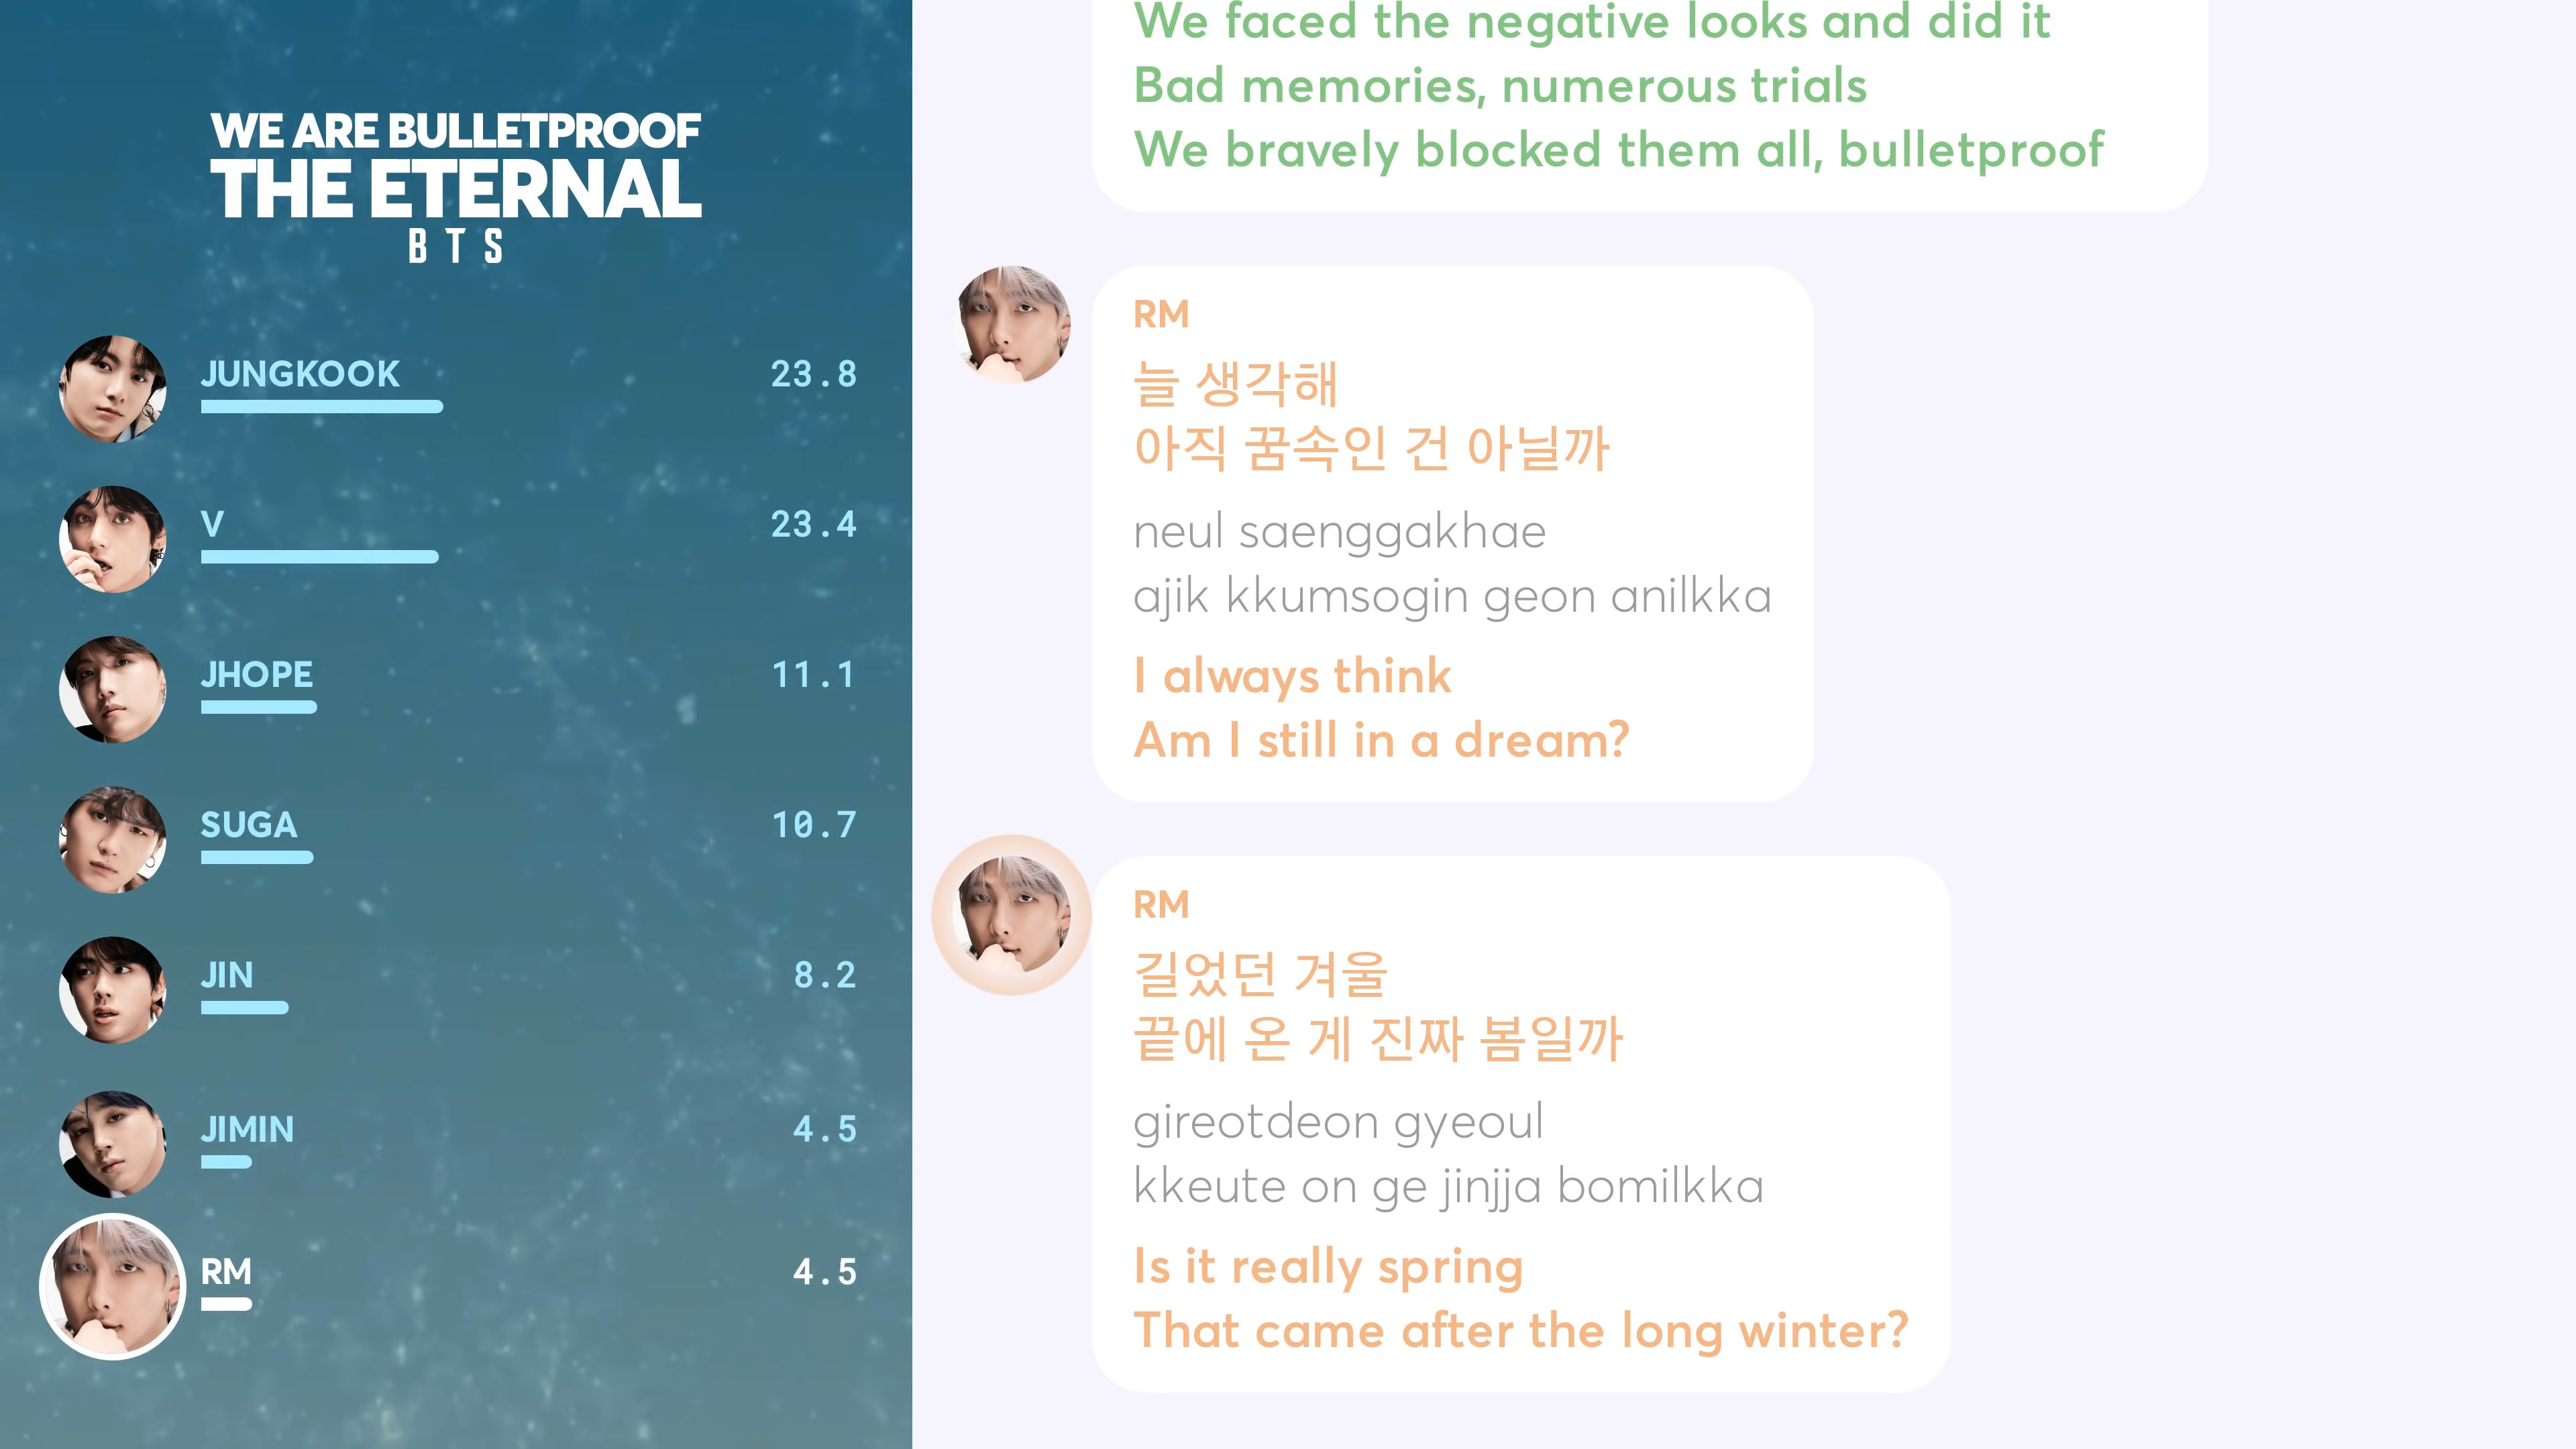 WE ARE BULLETPROOF
THE ETERNAL
BTS
JUNGKOOK 23.8
V 23.4
JHOPE 11.1
SUGA 10.7
JIN 8.2
JIMIN 4.5
RM 4.5
We faced the negative looks and did it
Bad memories, numerous trials
We bravely blocked them all, bulletproof
RM
늘 생각해
아직 꿈속인 건 아닐까
neul saenggakhae
ajik kkumsogin geon anilkka
I always think
Am I still in a dream?
RM
길었던 겨울
끝에 온 게 진짜 봄일까
gireotdeon gyeoul
kkeute on ge jinjja bomilkka
Is it really spring
That came after the long winter?